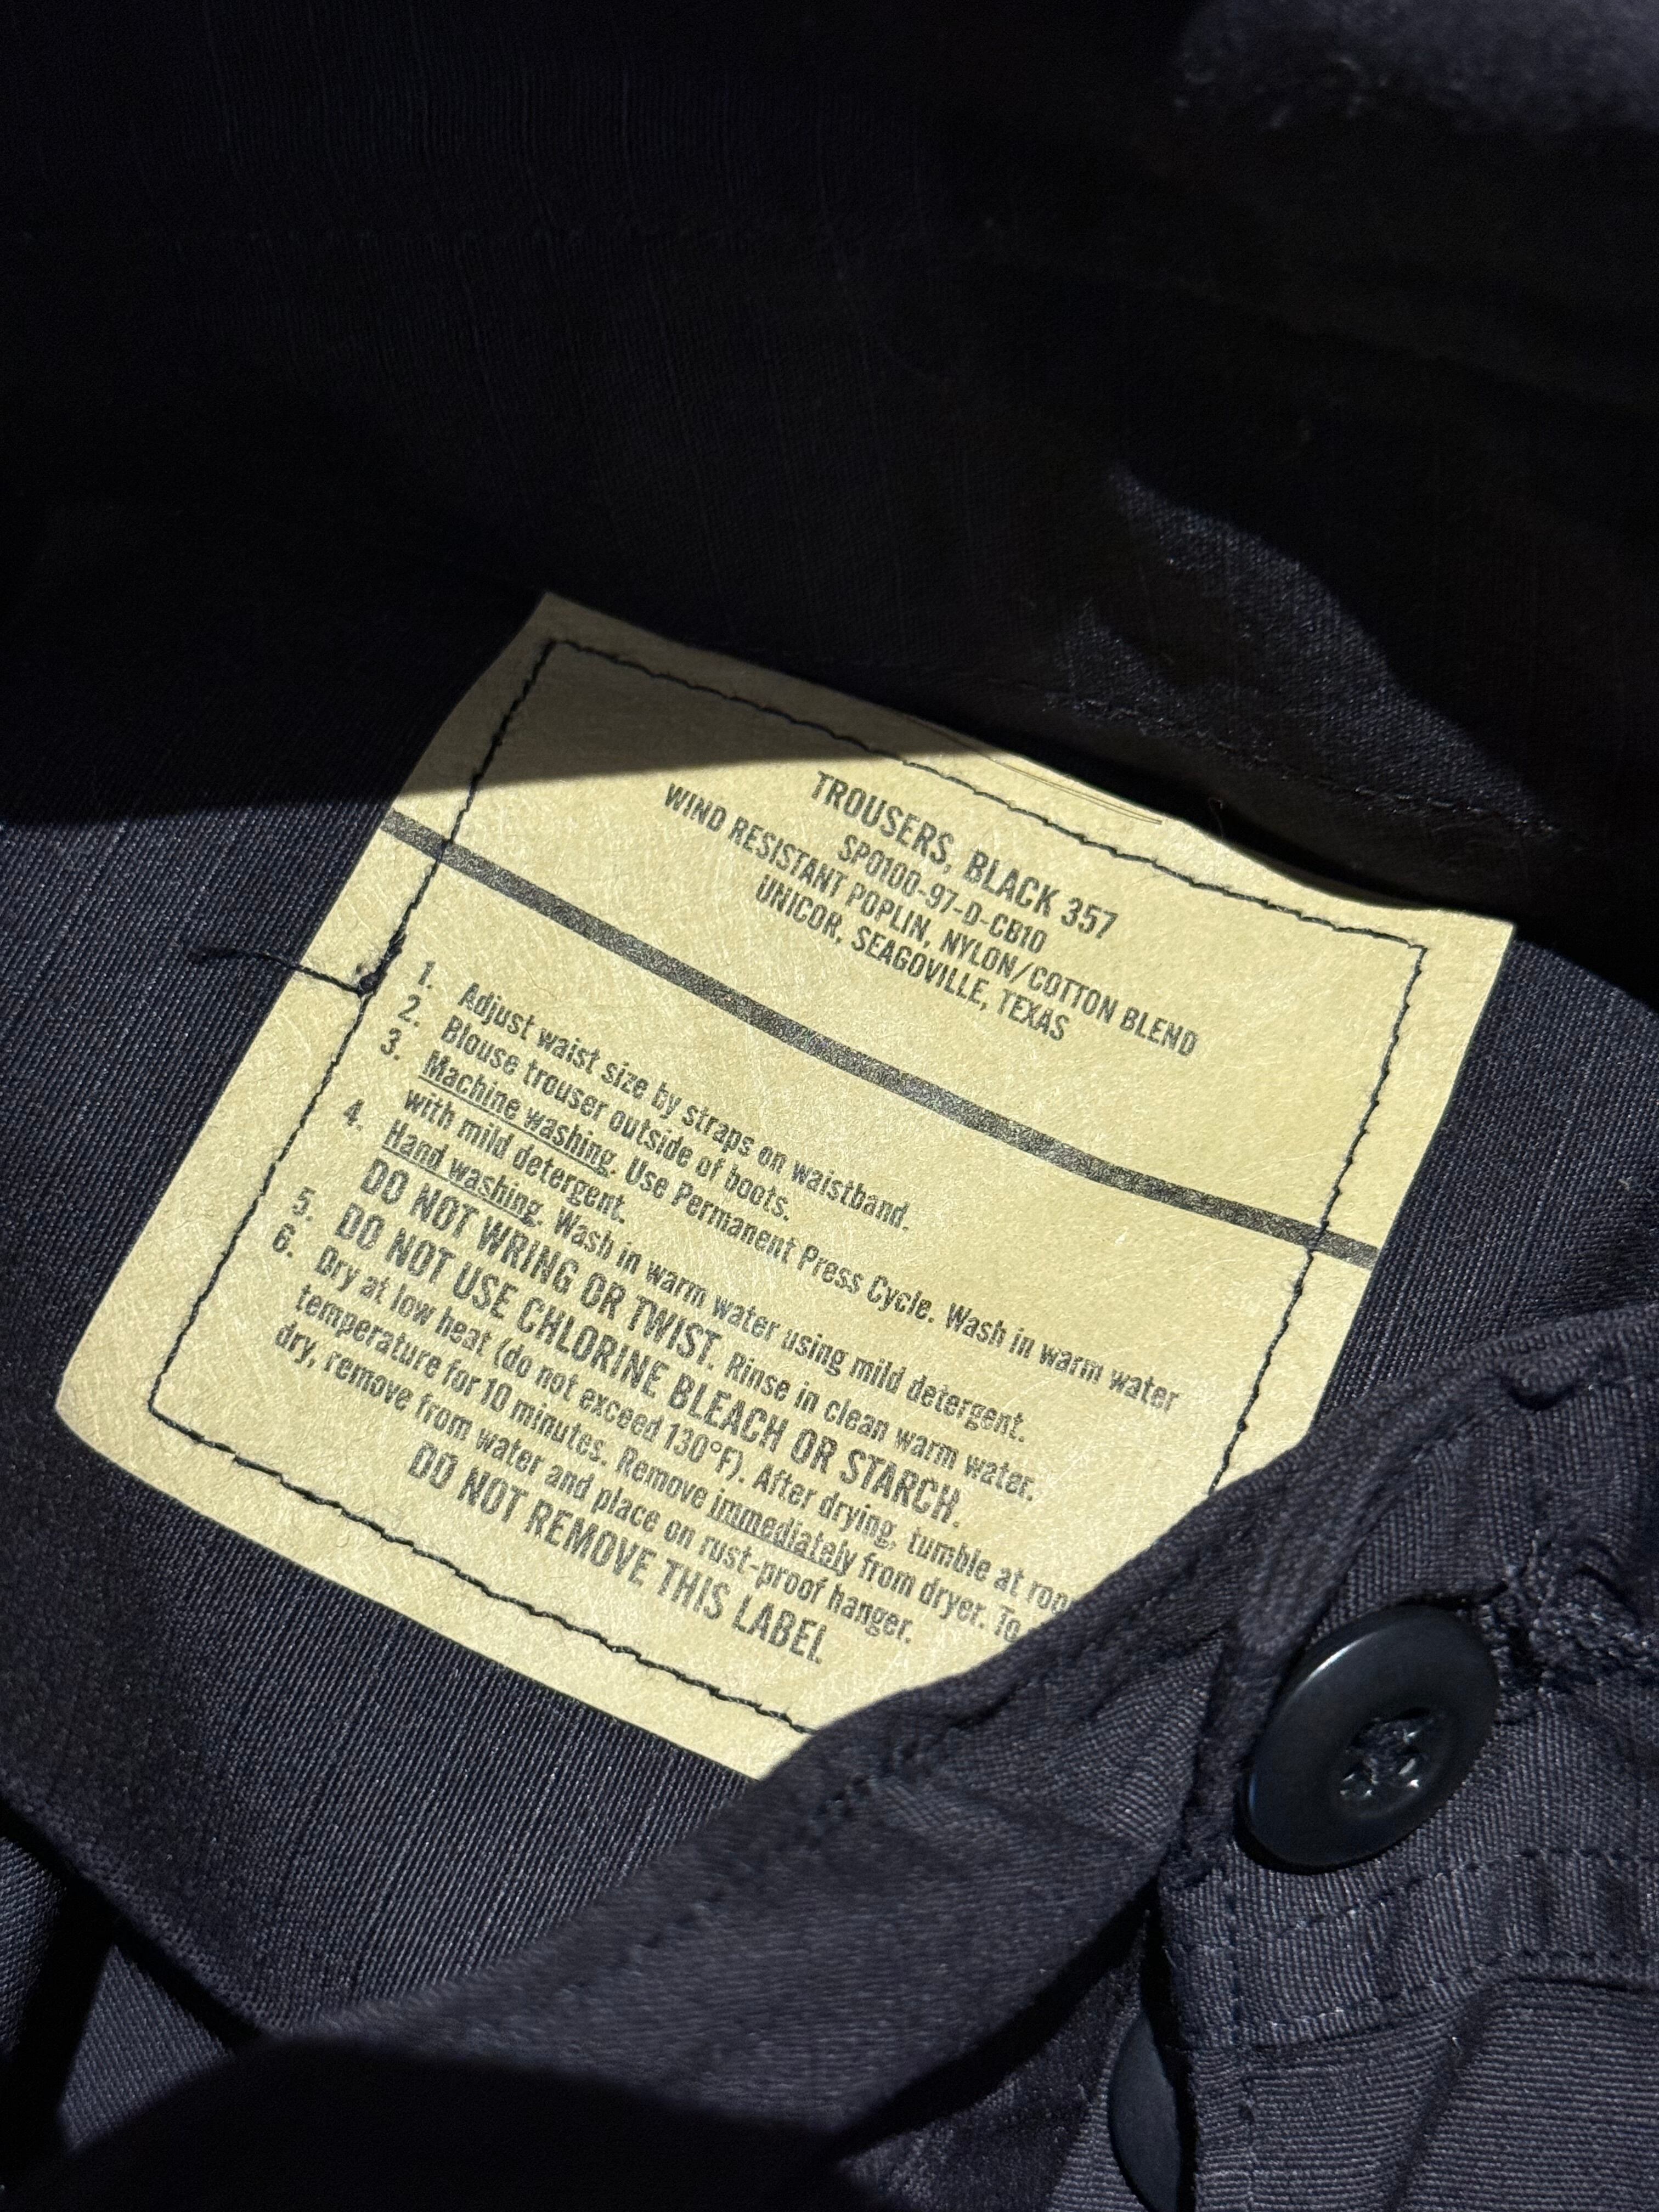 TROUSERS, BLACK 357
SP0100-97-D-CB10
WIND RESISTANT POPLIN, NYLON/COTTON BLEND
UNICOR, SEAGOVILLE, TEXAS
1. Adjust waist size by straps on waistband.
2. Blouse trouser outside of boots.
3. Machine washing. Use Permanent Press Cycle. Wash in warm water
with mild detergent.
4. Hand washing. Wash in warm water using mild detergent.
DO NOT WRING OR TWIST. Rinse in clean warm water.
5. DO NOT USE CHLORINE BLEACH OR STARCH.
6. Dry at low heat (do not exceed 130°F). After drying, tumble at roo
temperature for 10 minutes. Remove immediately from dryer. To
dry, remove from water and place on rust-proof hanger.
DO NOT REMOVE THIS LABEL